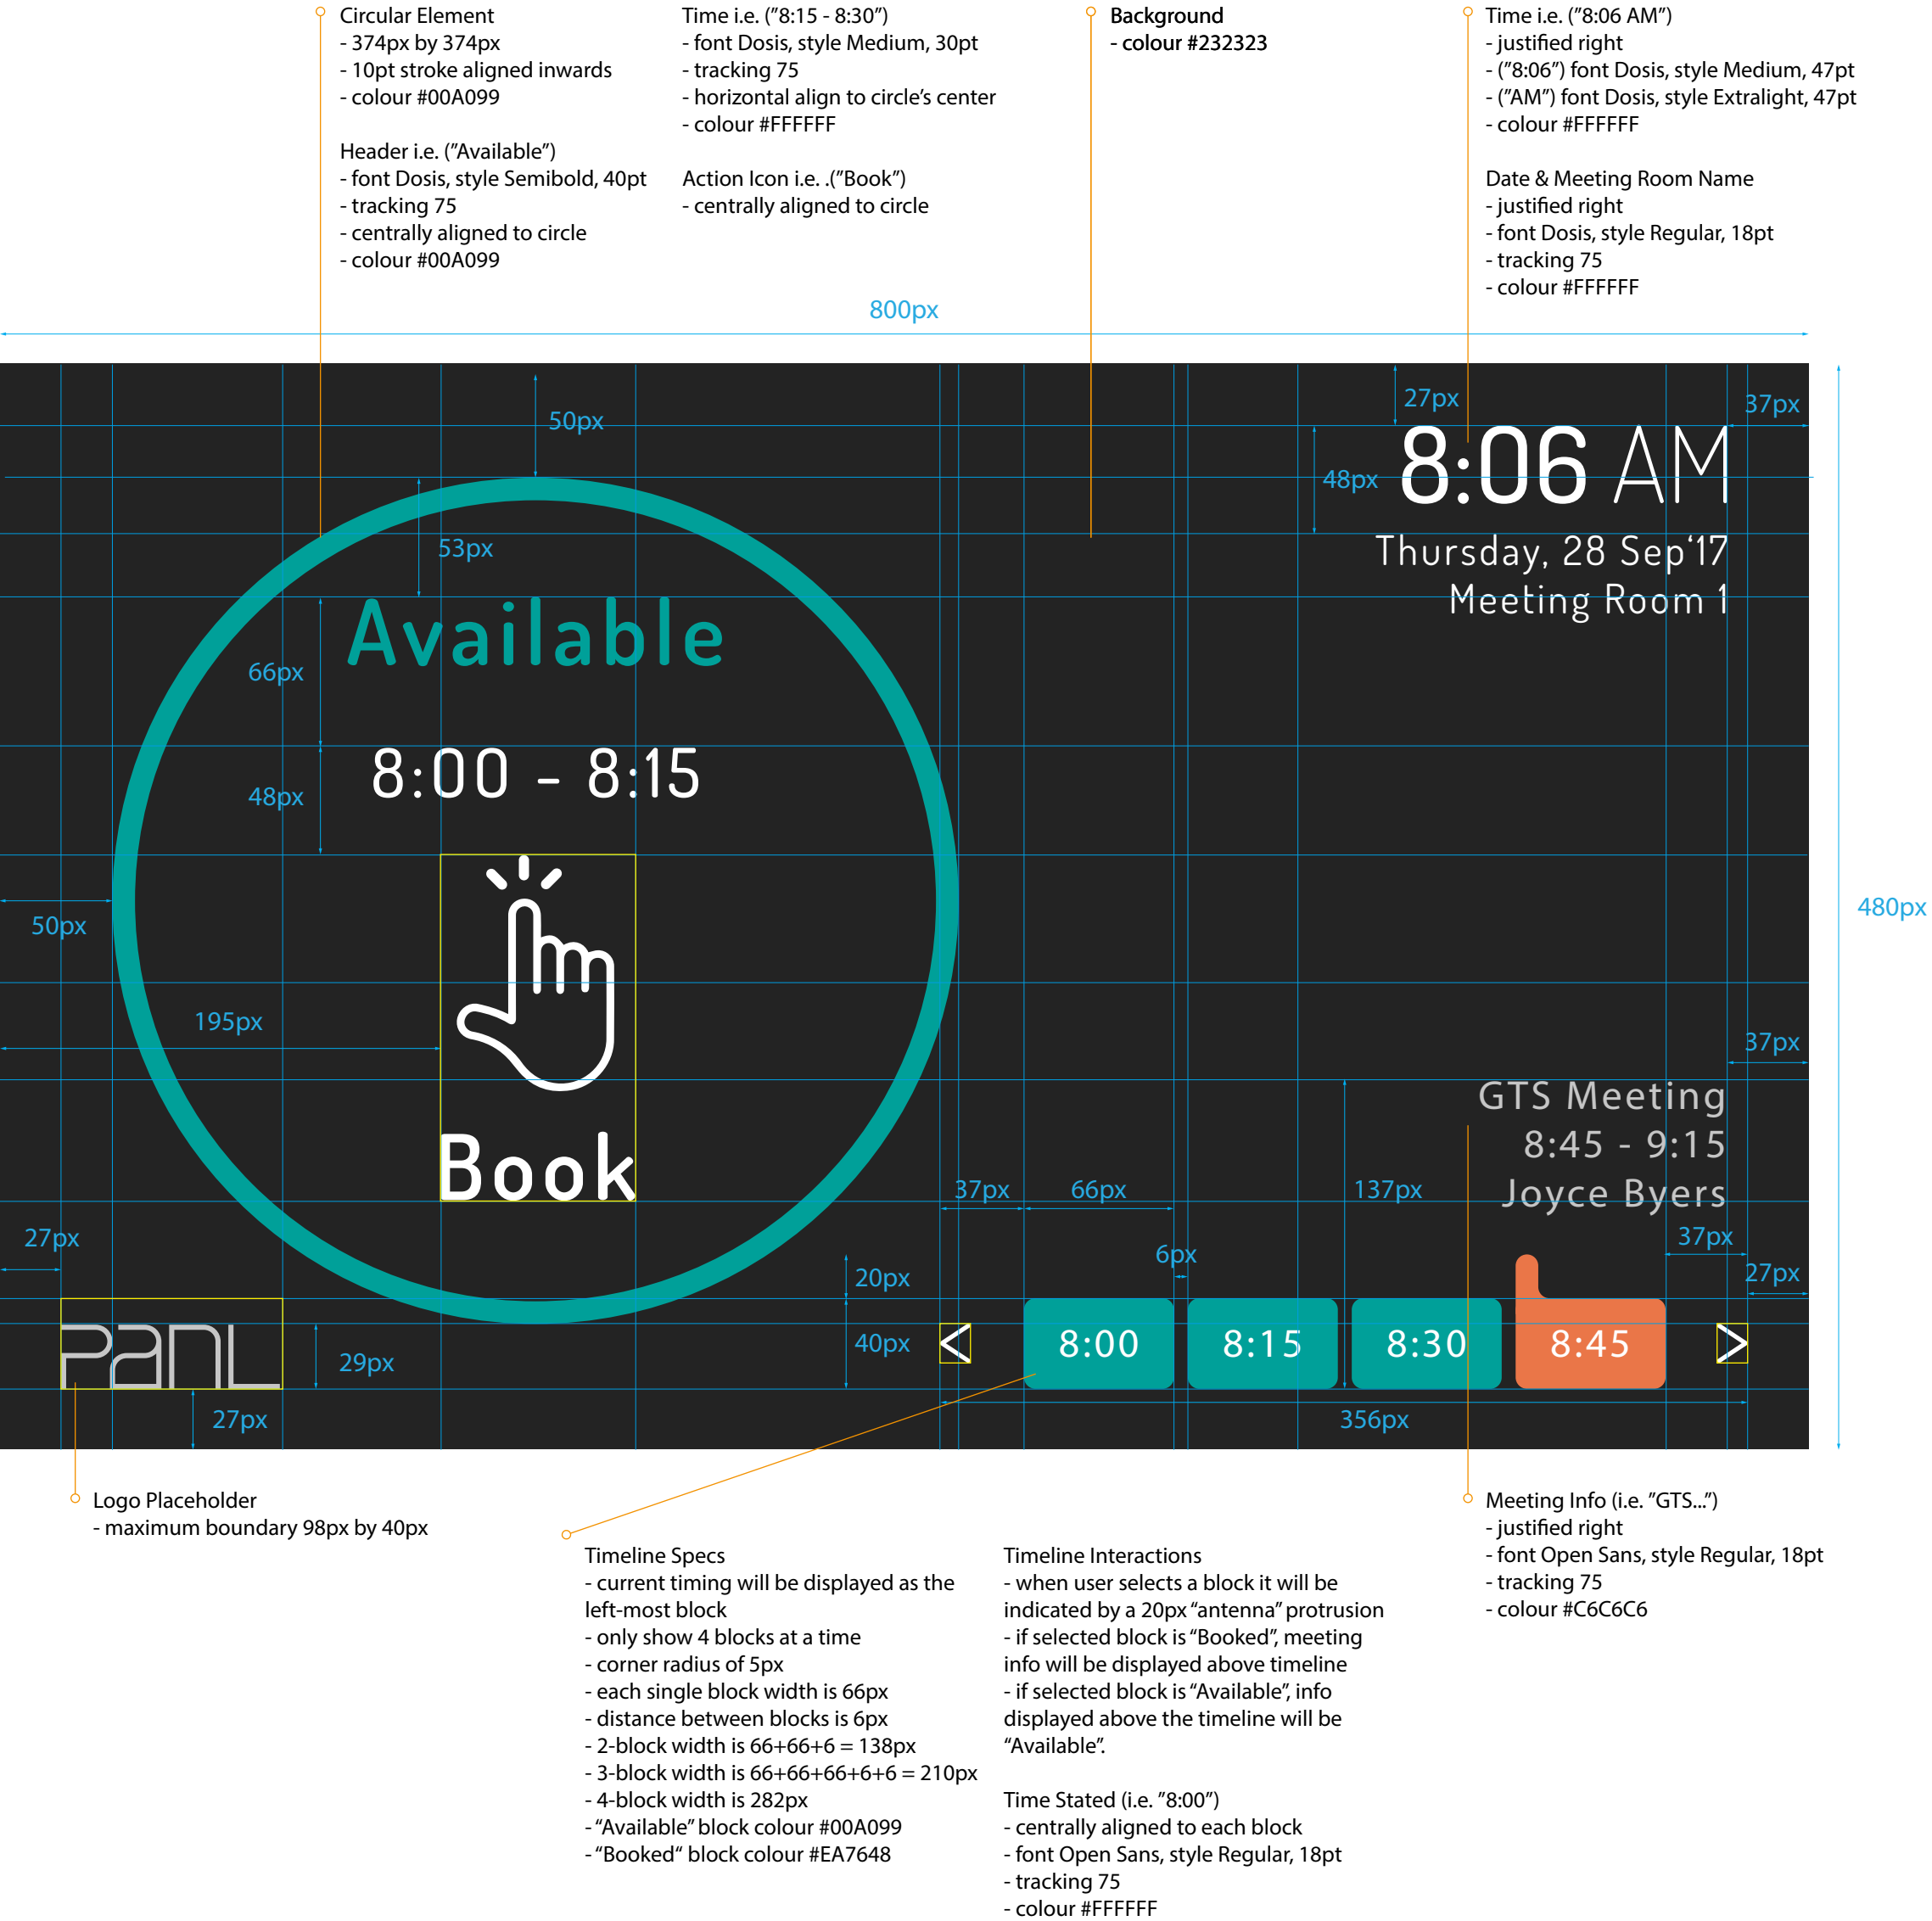 Circular Element
- 374px by 374px
- 10pt stroke aligned inwards
- colour #00A099
Header i.e. ("Available")
- font Dosis, style Semibold, 40pt
- tracking 75
- centrally aligned to circle
- colour #00A099
Time i.e. ("8:15 - 8:30")
- font Dosis, style Medium, 30pt
- tracking 75
- horizontal align to circle's center
- colour #FFFFFF
Action Icon i.e. .("Book")
- centrally aligned to circle
Background
- colour #232323
Time i.e. ("8:06 AM")
- justified right
- ("8:06") font Dosis, style Medium, 47pt
- ("AM") font Dosis, style Extralight, 47pt
- colour #FFFFFF
Date & Meeting Room Name
- justified right
- font Dosis, style Regular, 18pt
- tracking 75
- colour #FFFFFF
800px
50px
27px
37px
8:06 AM
48px
53px
Thursday, 28 Sep‘17
Meeting Room 1
Available
66px
8:00 - 8:15
48px
50px
480px
195px
37px
GTS Meeting
8:45 - 9:15
Joyce Byers
Book
37px
66px
137px
27px
37px
6px
20px
27px
PANL
29px
40px
<
8:00
8:15
8:30
8:45
>
27px
356px
Logo Placeholder
- maximum boundary 98px by 40px
Timeline Specs
- current timing will be displayed as the
left-most block
- only show 4 blocks at a time
- corner radius of 5px
- each single block width is 66px
- distance between blocks is 6px
- 2-block width is 66+66+6 = 138px
- 3-block width is 66+66+66+6+6 = 210px
- 4-block width is 282px
- “Available” block colour #00A099
- “Booked“ block colour #EA7648
Timeline Interactions
- when user selects a block it will be
indicated by a 20px “antenna” protrusion
- if selected block is “Booked”, meeting
info will be displayed above timeline
- if selected block is “Available”, info
displayed above the timeline will be
“Available”.
Time Stated (i.e. "8:00")
- centrally aligned to each block
- font Open Sans, style Regular, 18pt
- tracking 75
- colour #FFFFFF
Meeting Info (i.e. "GTS...")
- justified right
- font Open Sans, style Regular, 18pt
- tracking 75
- colour #C6C6C6